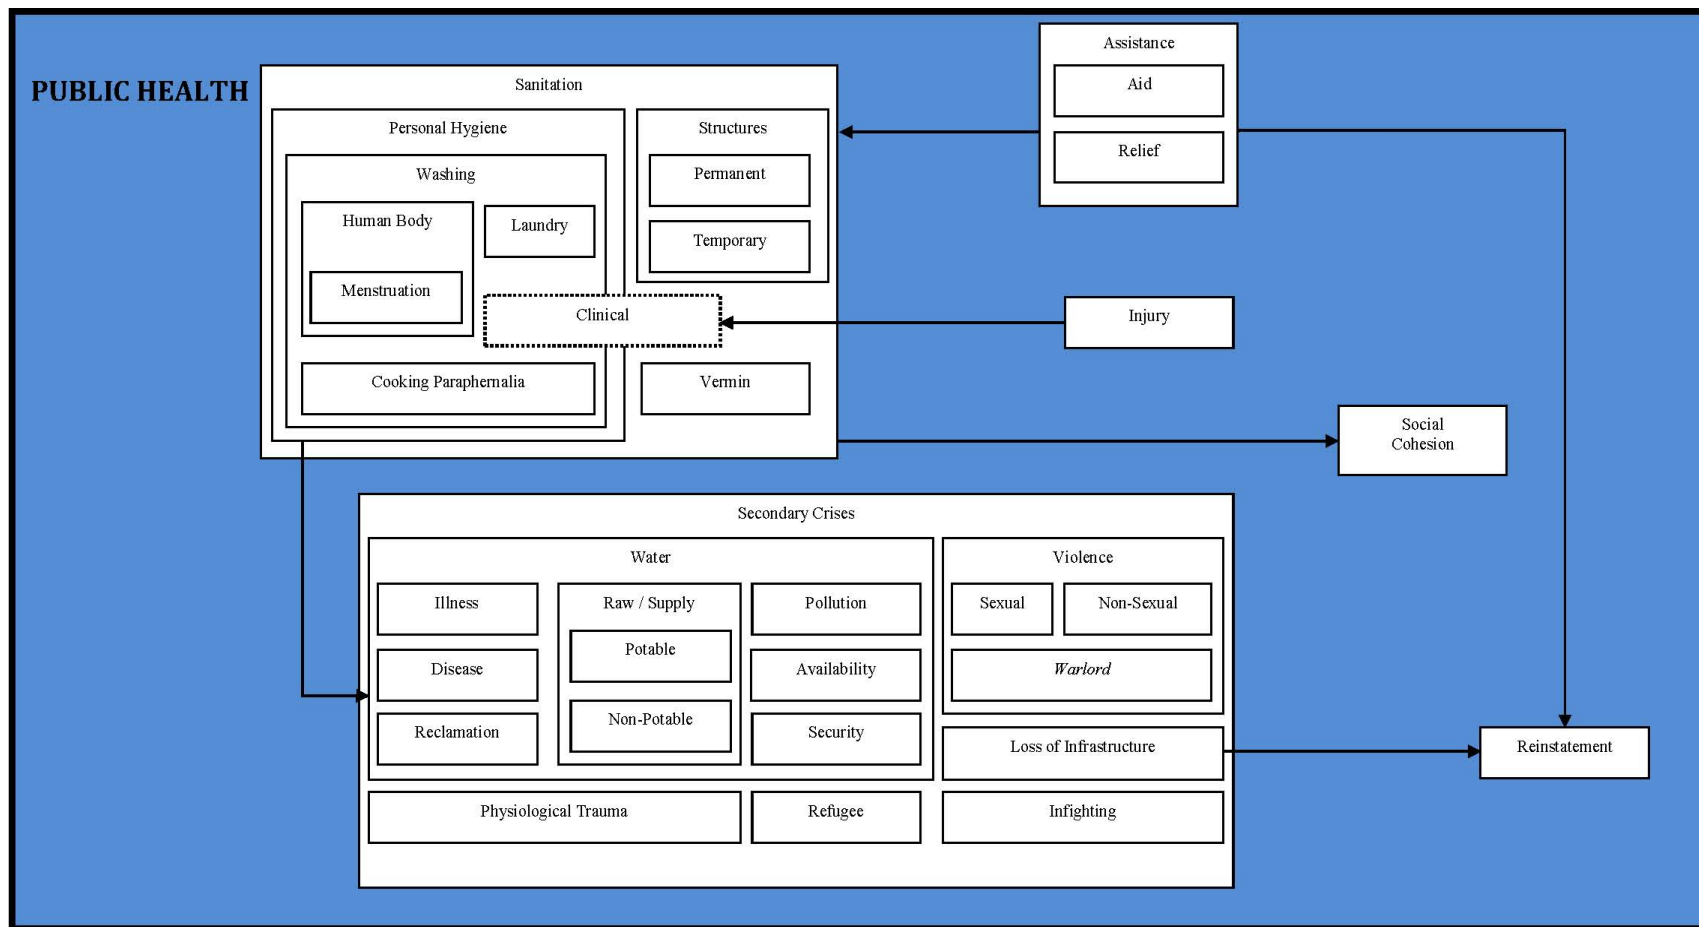 PUBLIC HEALTH
Sanitation
Personal Hygiene
Washing
Human Body
Menstruation
Laundry
Clinical
Cooking Paraphernalia
Structures
Permanent
Temporary
Vermin
Assistance
Aid
Relief
Injury
Social
Cohesion
Secondary Crises
Water
Illness
Disease
Reclamation
Raw / Supply
Potable
Non-Potable
Pollution
Availability
Security
Violence
Sexual
Non-Sexual
Warlord
Loss of Infrastructure
Physiological Trauma
Refugee
Infighting
Reinstatement